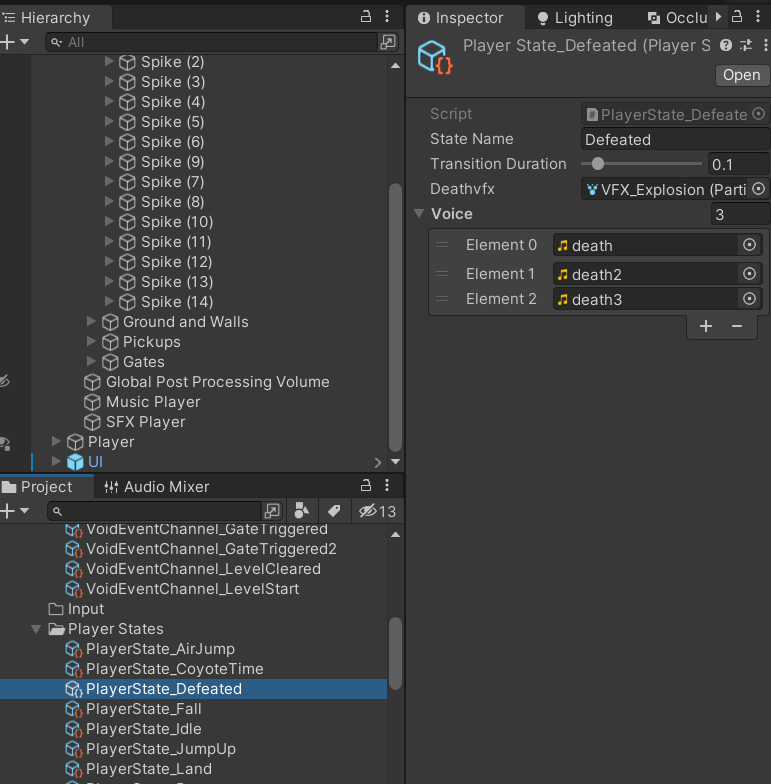 Hierarchy
All
Spike (2)
Spike (3)
Spike (4)
Spike (5)
Spike (6)
Spike (9)
Spike (7)
Spike (8)
Spike (10)
Spike (11)
Spike (12)
Spike (13)
Spike (14)
Ground and Walls
Pickups
Gates
Global Post Processing Volume
Music Player
SFX Player
Player
UI
Project
Audio Mixer
13
VoidEventChannel_GateTriggered
VoidEventChannel_GateTriggered2
VoidEventChannel_LevelCleared
VoidEventChannel_LevelStart
Input
Player States
PlayerState_AirJump
PlayerState_CoyoteTime
PlayerState_Defeated
PlayerState_Fall
PlayerState_Idle
PlayerState_JumpUp
PlayerState_Land
Inspector
Lighting
Occlu
Player State_Defeated (Player S
Open
Script
PlayerState_Defeate
State Name
Defeated
Transition Duration
0.1
Deathvfx
VFX_Explosion (Parti
Voice
3
Element 0
death
Element 1
death2
Element 2
death3